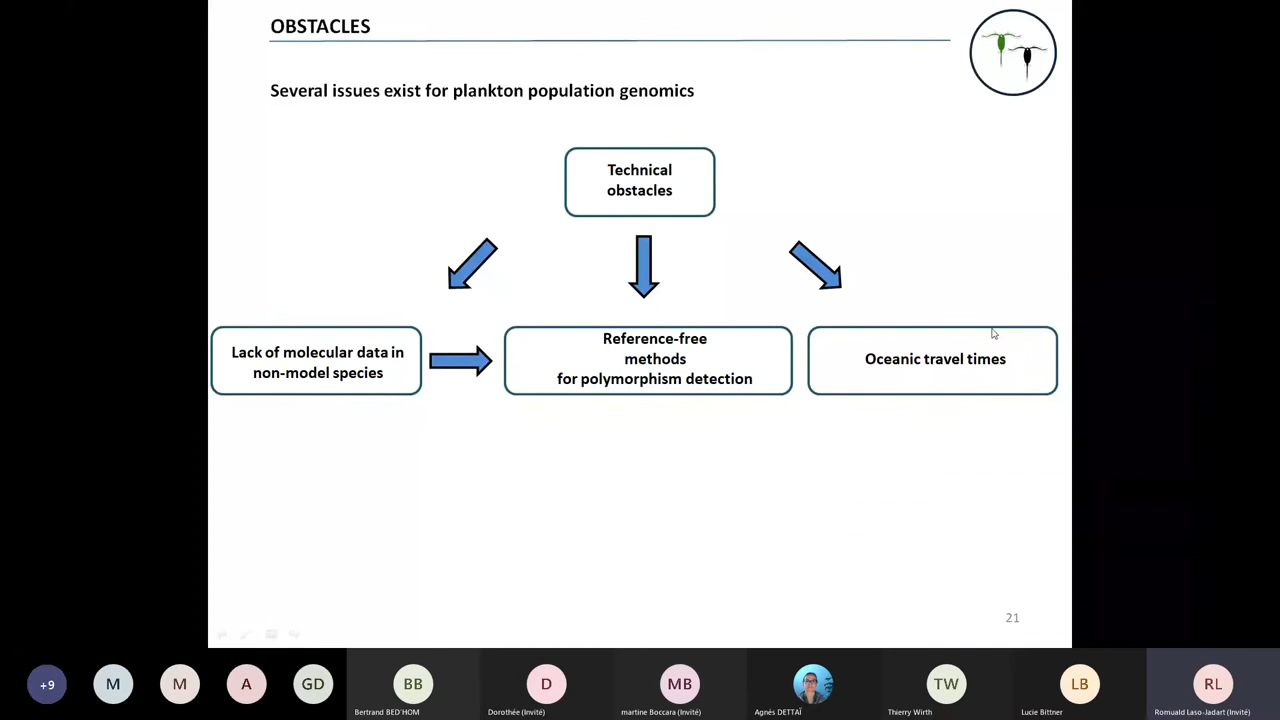 OBSTACLES
Several issues exist for plankton population genomics
Technical
obstacles
Lack of molecular data in
non-model species
Reference-free
methods
for polymorphism detection
Oceanic travel times
21
+9
M
M
A
GD
BB
Bertrand BED'HOM
D
Dorothée (Invité)
MB
martine Boccara (Invité)
Agnès DETTAÏ
TW
Thierry Wirth
LB
Lucie Bittner
RL
Romuald Laso-Jadart (Invité)